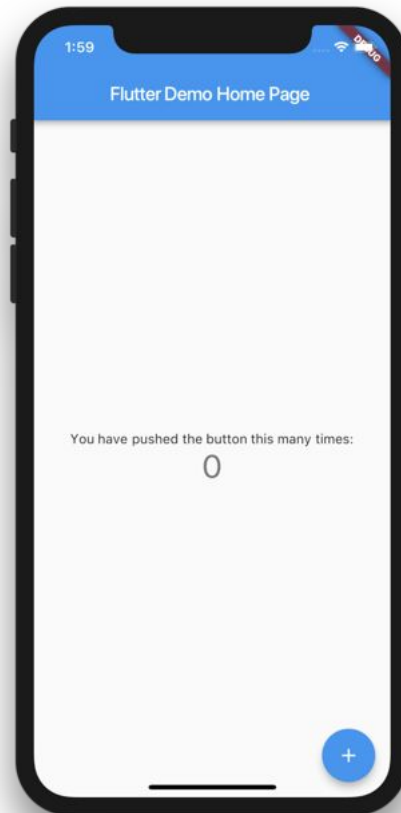 1:59
DEBUG
Flutter Demo Home Page
You have pushed the button this many times:
0
+